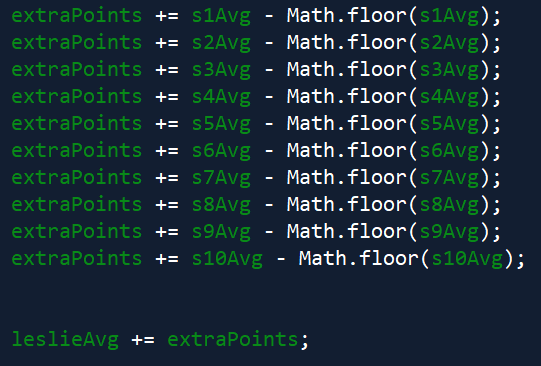 extraPoints += s1Avg - Math.floor(s1Avg);
extraPoints += s2Avg - Math.floor(s2Avg);
extraPoints += s3Avg - Math.floor(s3Avg);
extraPoints += s4Avg - Math.floor(s4Avg);
extraPoints += s5Avg - Math.floor(s5Avg);
extraPoints += s6Avg - Math.floor(s6Avg);
extraPoints += s7Avg - Math.floor(s7Avg);
extraPoints += s8Avg - Math.floor(s8Avg);
extraPoints += s9Avg - Math.floor(s9Avg);
extraPoints += s10Avg - Math.floor(s10Avg);
leslieAvg += extraPoints;